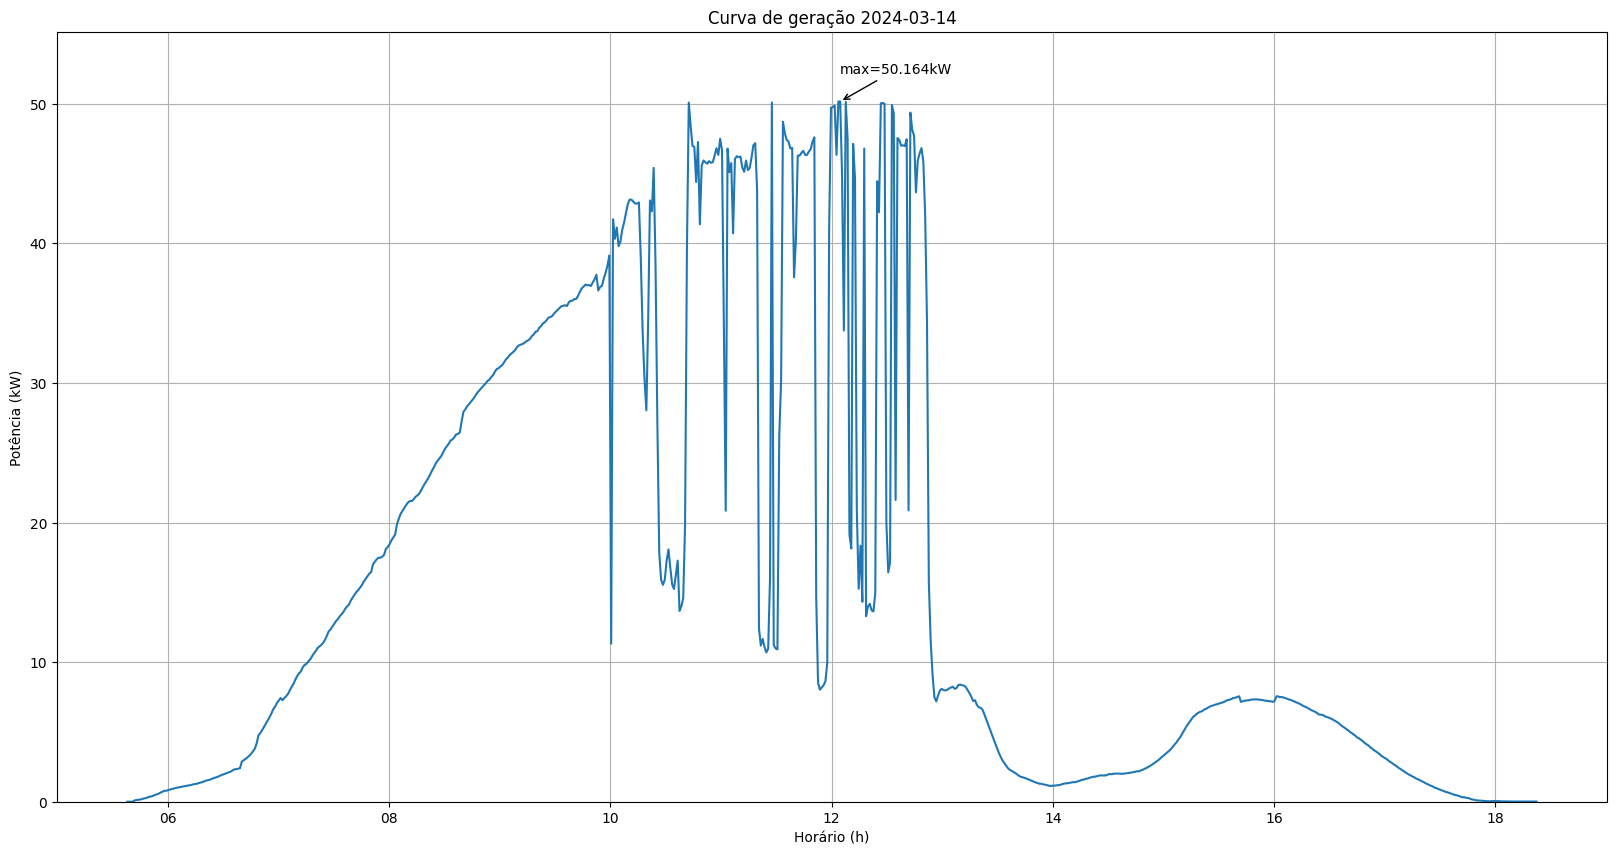 Curva de geração 2024-03-14
max=50.164kW
50
40
30
20
10
0
Potência (kW)
06 08 10 12 14 16 18
Horário (h)